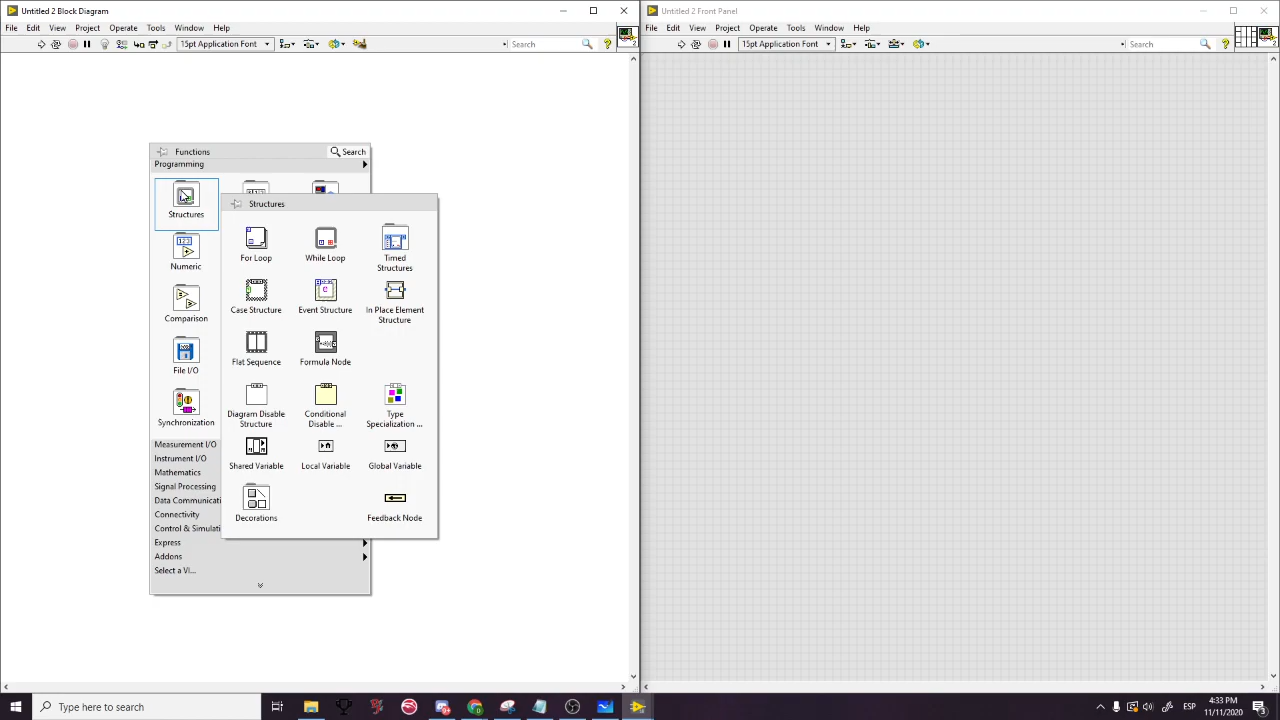 Untitled 2 Block Diagram
File Edit View Project Operate Tools Window Help
15pt Application Font
Search
Functions
Search
Programming
Structures
Numeric
Comparison
File I/O
Synchronization
Measurement I/O
Instrument I/O
Mathematics
Signal Processing
Data Communicati
Connectivity
Control & Simulati
Express
Addons
Select a VI...
Structures
For Loop
While Loop
Timed
Structures
Case Structure
Event Structure
In Place Element
Structure
Flat Sequence
Formula Node
Diagram Disable
Structure
Conditional
Disable ...
Type
Specialization ...
Shared Variable
Local Variable
Global Variable
Decorations
Feedback Node
Untitled 2 Front Panel
File Edit View Project Operate Tools Window Help
15pt Application Font
Search
Type here to search
ESP
4:33 PM
11/11/2020